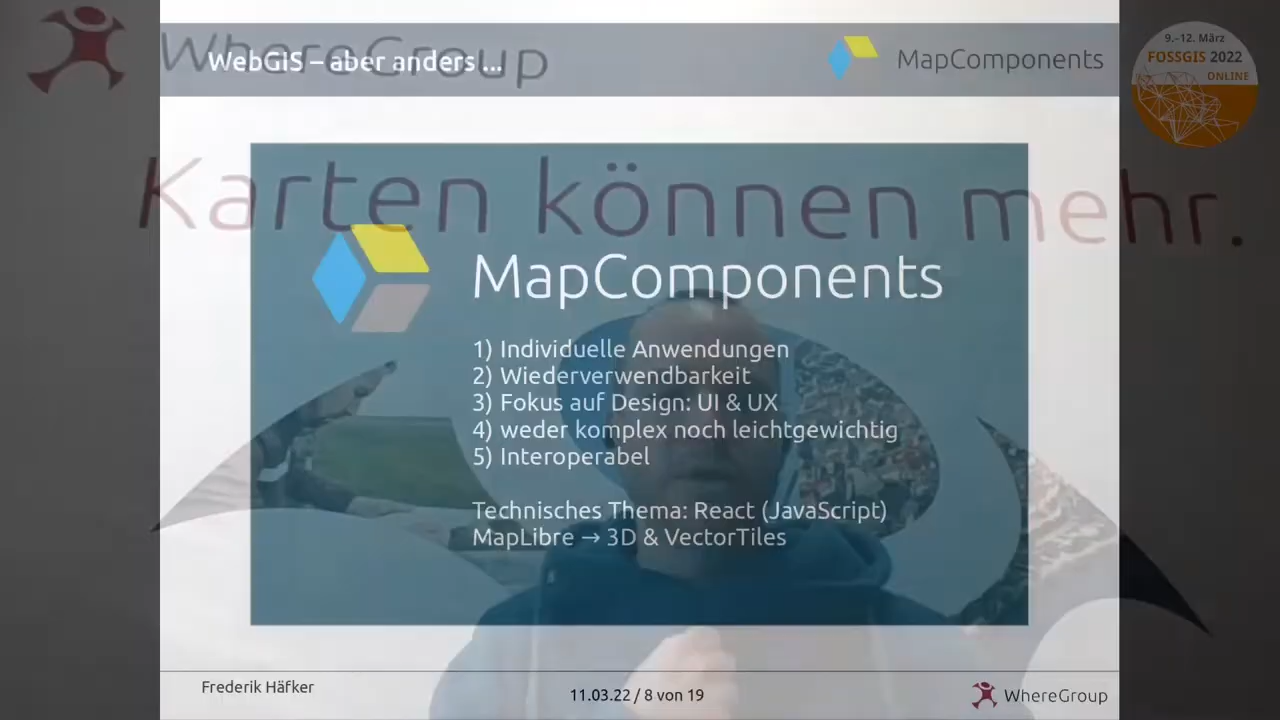 WhereGroup
WebGIS – aber anders ...
MapComponents
9.-12. März
FOSSGIS 2022
ONLINE
Karten können mehr.
MapComponents
1) Individuelle Anwendungen
2) Wiederverwendbarkeit
3) Fokus auf Design: UI & UX
4) weder komplex noch leichtgewichtig
5) Interoperabel
Technisches Thema: React (JavaScript)
MapLibre → 3D & VectorTiles
Frederik Häfker
11.03.22 / 8 von 19
WhereGroup